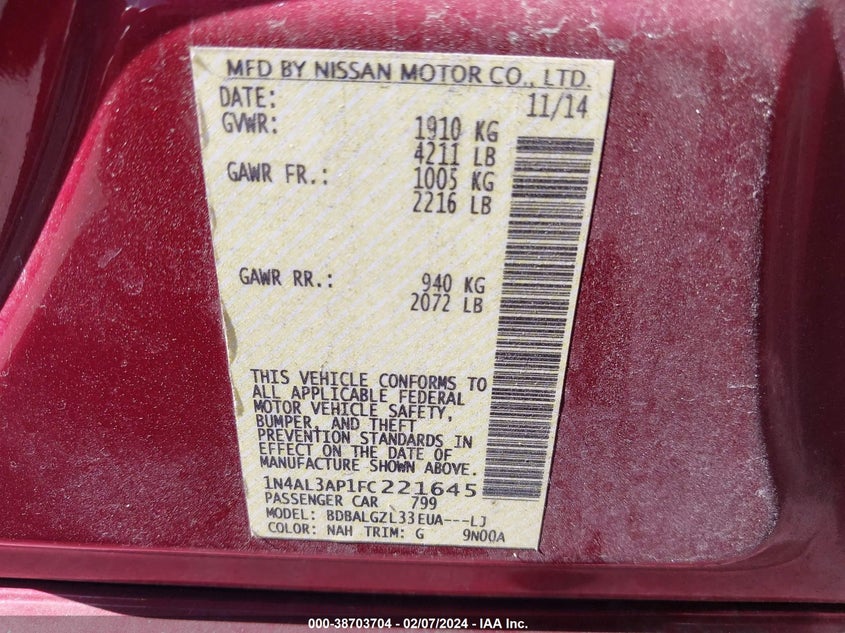 MFD BY NISSAN MOTOR CO., LTD.
DATE: 11/14
GVWR: 1910 KG
4211 LB
GAWR FR.: 1005 KG
2216 LB
GAWR RR.: 940 KG
2072 LB
THIS VEHICLE CONFORMS TO
ALL APPLICABLE FEDERAL
MOTOR VEHICLE SAFETY,
BUMPER, AND THEFT
PREVENTION STANDARDS IN
EFFECT ON THE DATE OF
MANUFACTURE SHOWN ABOVE.
1N4AL3AP1FC221645
PASSENGER CAR 799
MODEL: BDBALGZL33EUA---LJ
COLOR: NAH TRIM: G 9N00A
000-38703704 - 02/07/2024 - IAA Inc.